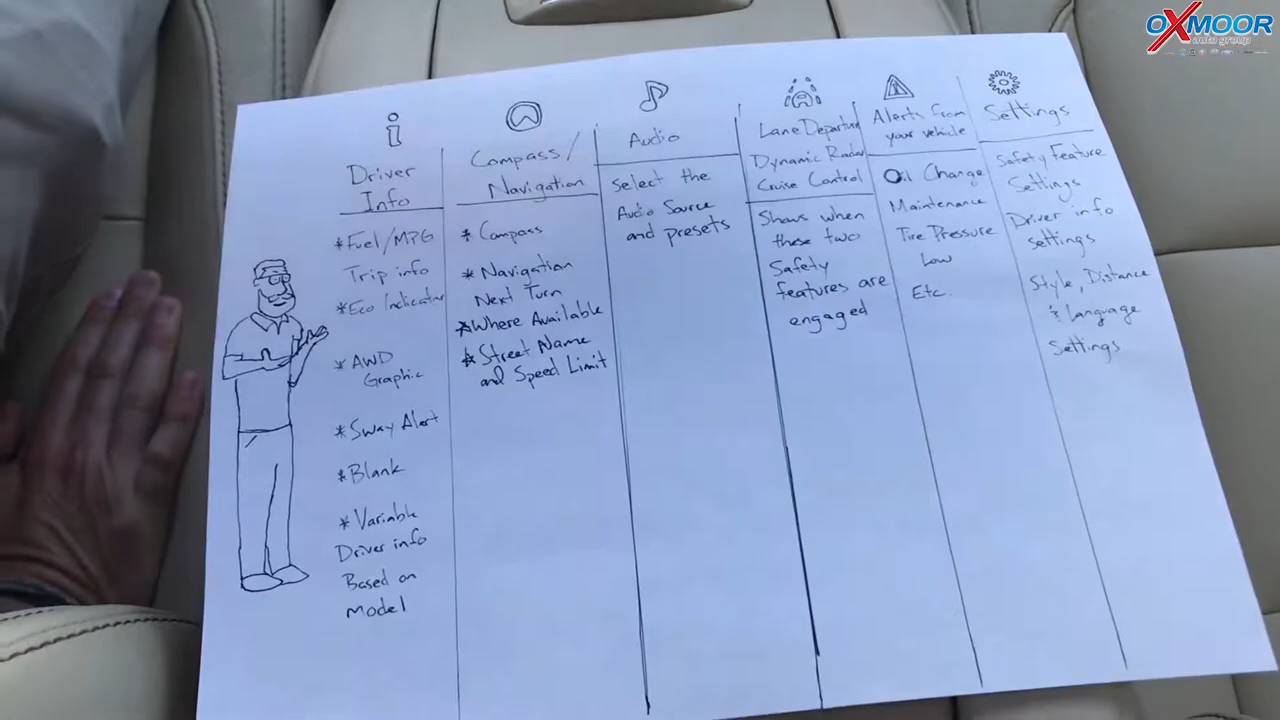 OXMOOR
auto group
Driver
Info
*Fuel/MPG
Trip info
*Eco Indicator
*AWD
Graphic
*Sway Alert
*Blank
*Variable
Driver info
Based on
Model
Compass/
Navigation
* Compass
*Navigation
Next Turn
*Where Available
*Street Name
and Speed Limit
Audio
Select the
Audio Source
and presets
Lane Departure
Dynamic Radar
Cruise Control
Shows when
these two
Safety
features are
engaged
Alerts from
your vehicle
Oil Change
Maintenance
Tire Pressure
Low
Etc.
Settings
Safety Feature
Settings
Driver info
settings
Style, Distance
& language
Settings